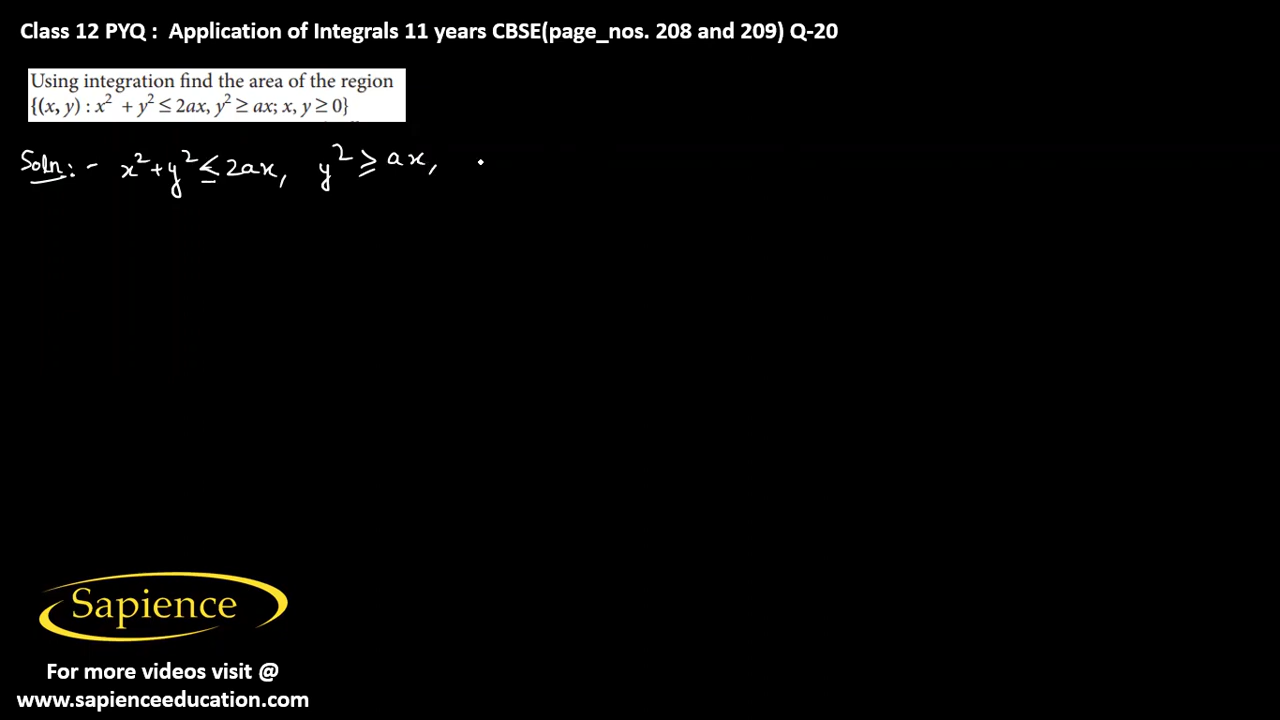 Class 12 PYQ : Application of Integrals 11 years CBSE(page_nos. 208 and 209) Q-20
Using integration find the area of the region
{(x, y) : x² + y² ≤ 2ax, y² ≥ ax; x, y ≥ 0}
Soln: - x²+y² ≤ 2ax, y² ≥ ax,
Sapience
For more videos visit @
www.sapienceeducation.com